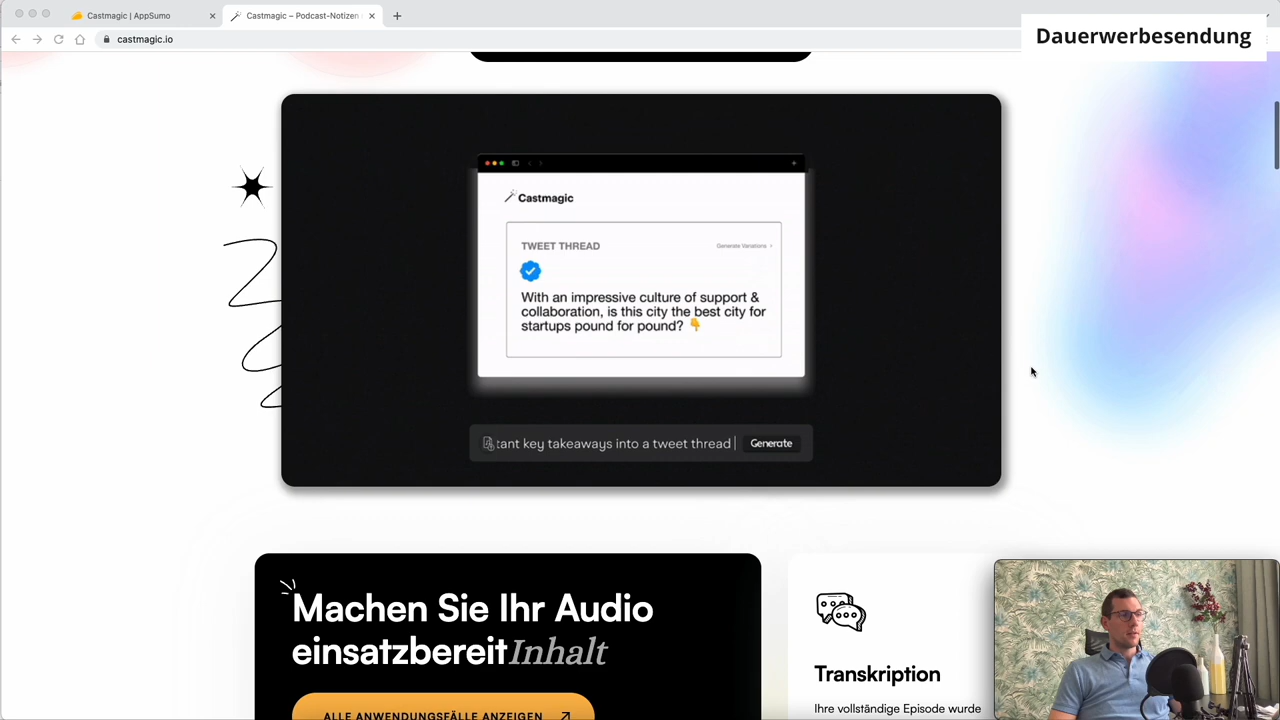 Castmagic | AppSumo
Castmagic – Podcast-Notizen
castmagic.io
Dauerwerbesendung
Castmagic
TWEET THREAD
Generate Variations
With an impressive culture of support &
collaboration, is this city the best city for
startups pound for pound? 👇
tant key takeaways into a tweet thread
Generate
Machen Sie Ihr Audio
einsatzbereit Inhalt
ALLE ANWENDUNGSFÄLLE ANZEIGEN
Transkription
Ihre vollständige Episode wurde